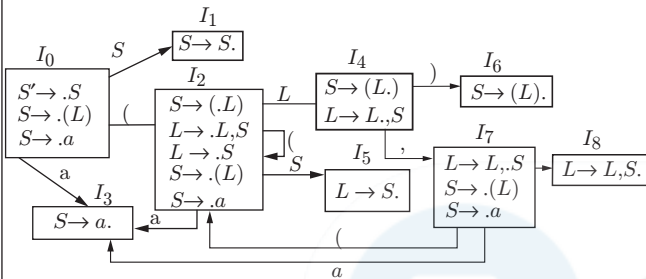 I0
S' → .S
S → .(L)
S → .a
S
I1
S → S.
(
a
I3
S → a.
I2
S → (.L)
L → .L,S
L → .S
S → .(L)
S → .a
(
a
L
S
I4
S → (L.)
L → L.,S
I5
L → S.
)
I6
S → (L).
,
I7
L → L,.S
S → .(L)
S → .a
I8
L → L,S.
(
a